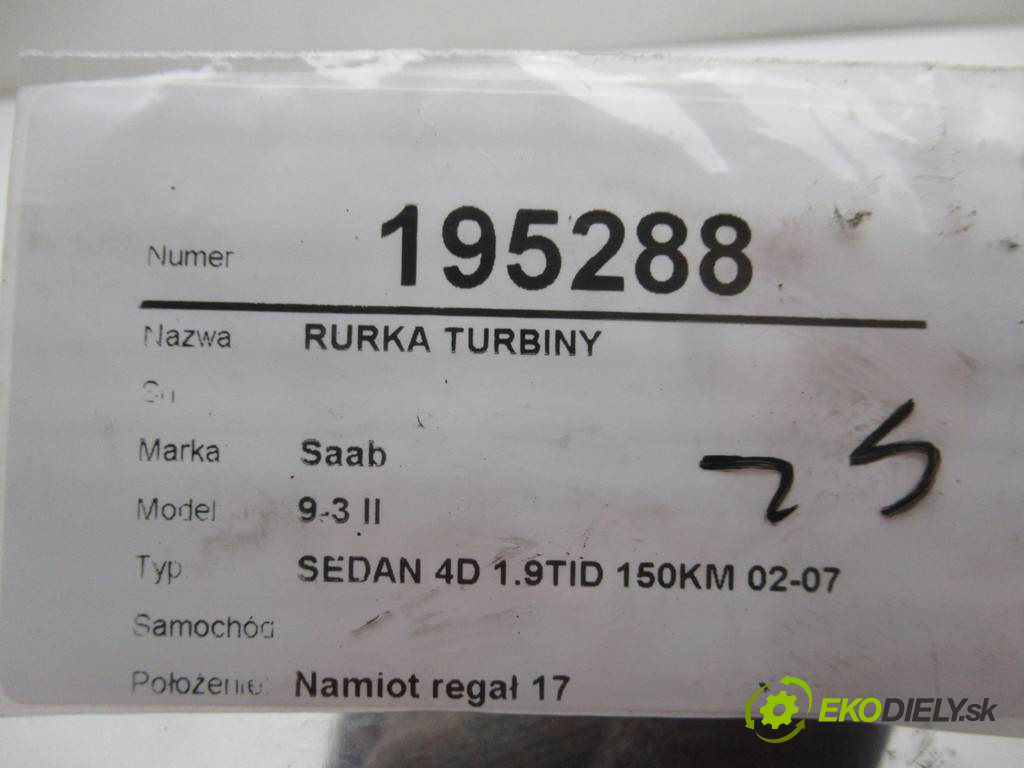 Numer 195288
Nazwa RURKA TURBINY
Marka Saab
Model 9-3 II
Typ SEDAN 4D 1.9TID 150KM 02-07
Samochód
Położenie: Namiot regał 17
EKODIELY.sk